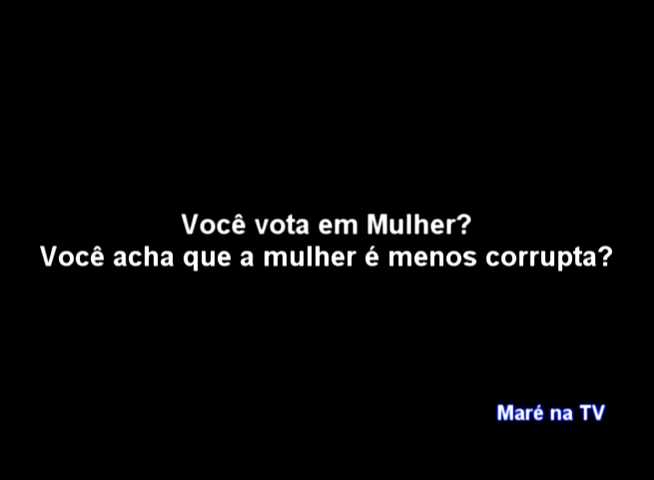 Você vota em Mulher?
Você acha que a mulher é menos corrupta?
Maré na TV